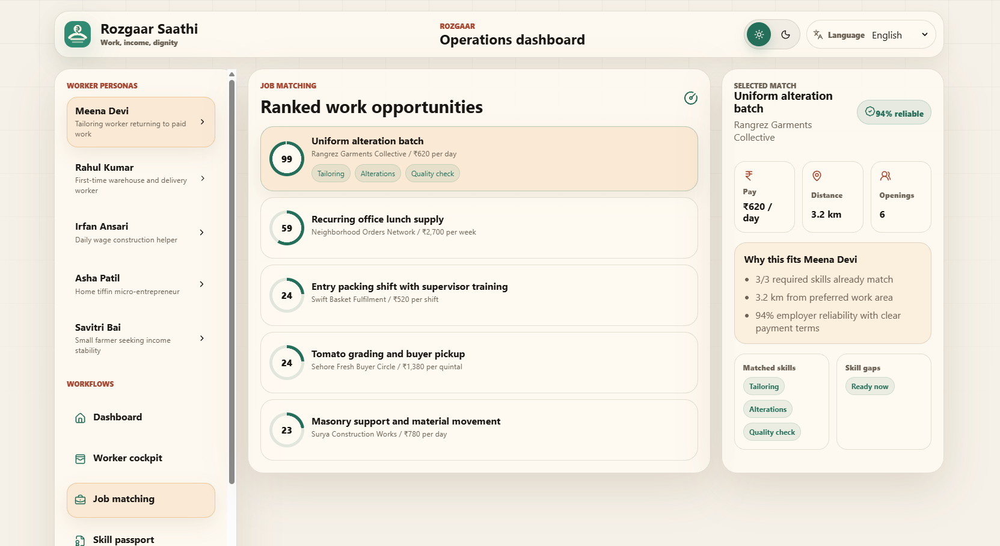 Rozgaar Saathi
Work, income, dignity
ROZGAAR
Operations dashboard
Language
English
WORKER PERSONAS
Meena Devi
Tailoring worker returning to paid
work
Rahul Kumar
First-time warehouse and delivery
worker
Irfan Ansari
Daily wage construction helper
Asha Patil
Home tiffin micro-entrepreneur
Savitri Bai
Small farmer seeking income
stability
WORKFLOWS
Dashboard
Worker cockpit
Job matching
Skill passport
JOB MATCHING
Ranked work opportunities
99
Uniform alteration batch
Rangrez Garments Collective / ₹620 per day
Tailoring
Alterations
Quality check
59
Recurring office lunch supply
Neighborhood Orders Network / ₹2,700 per week
24
Entry packing shift with supervisor training
Swift Basket Fulfilment / ₹520 per shift
24
Tomato grading and buyer pickup
Sehore Fresh Buyer Circle / ₹1,380 per quintal
23
Masonry support and material movement
Surya Construction Works / ₹780 per day
SELECTED MATCH
Uniform alteration
batch
Rangrez Garments
Collective
94% reliable
Pay
₹620 /
day
Distance
3.2 km
Openings
6
Why this fits Meena Devi
• 3/3 required skills already match
• 3.2 km from preferred work area
• 94% employer reliability with clear
payment terms
Matched skills
Tailoring
Alterations
Quality check
Skill gaps
Ready now